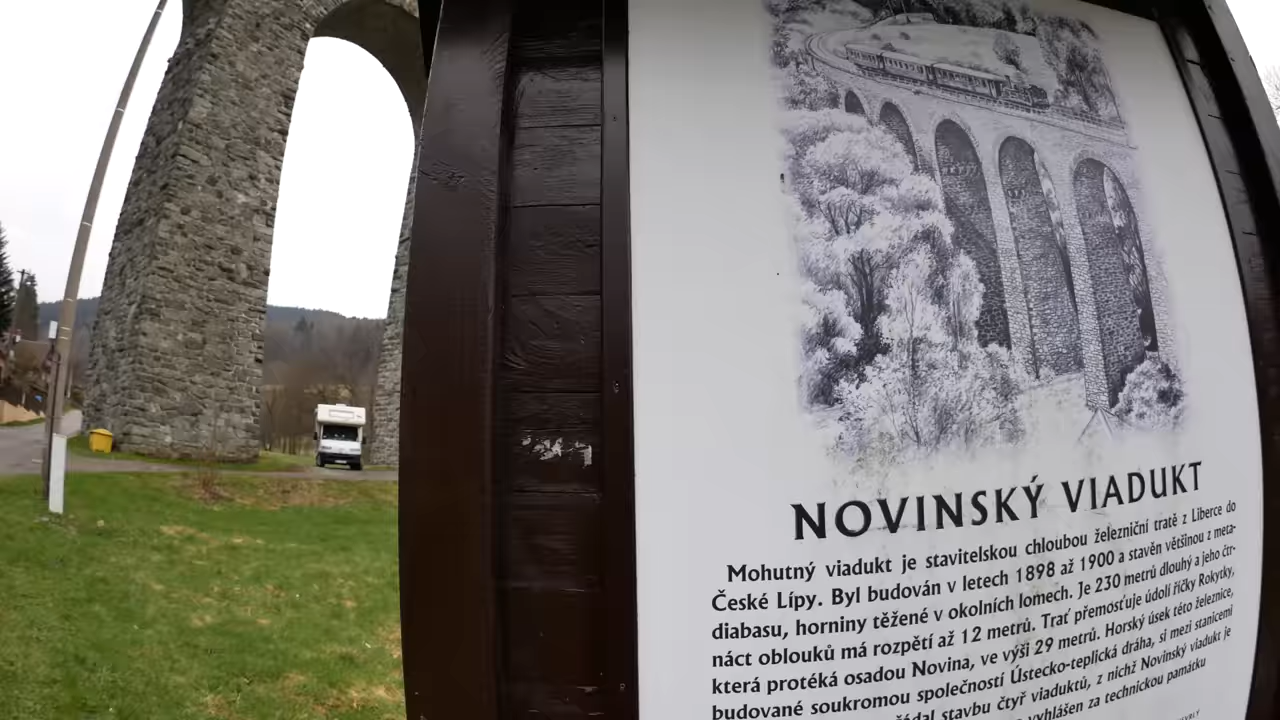 NOVINSKÝ VIADUKT
Mohutný viadukt je stavitelskou chloubou železniční tratě z Liberce do
České Lípy. Byl budován v letech 1898 až 1900 a stavěn většinou z meta-
diabasu, horniny těžené v okolních lomech. Je 230 metrů dlouhý a jeho čtr-
náct oblouků má rozpětí až 12 metrů. Trať přemosťuje údolí říčky Rokytky,
která protéká osadou Novina, ve výši 29 metrů. Horský úsek této železnice,
budované soukromou společností Ústecko-teplická dráha, si mezi stanicemi
stavbu čtyř viaduktů, z nichž Novinský viadukt je
vyhlášen za technickou památku